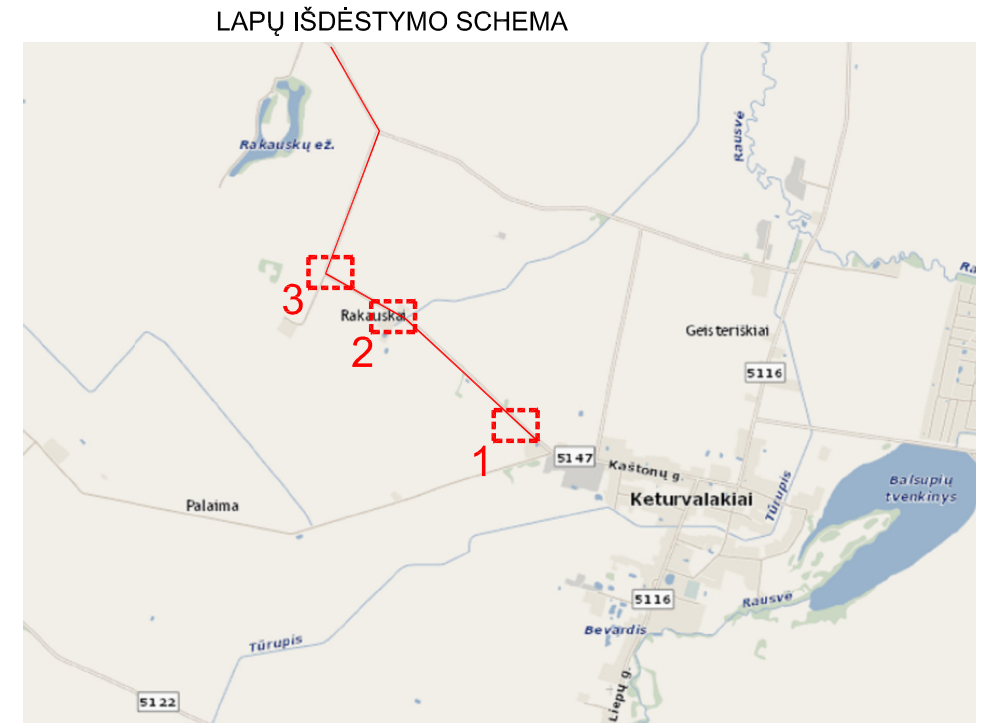 LAPŲ IŠDĖSTYMO SCHEMA
Rausvė
Rakauskų ež.
Ra
3
Rakauskai
2
Geisteriškiai
5116
1
5147
Kaštonų g.
Balsupių
tvenkinys
Tūrupis
Keturvalakiai
Palaima
5116
Rausvė
Bevardis
Tūrupis
Liepų g.
5122